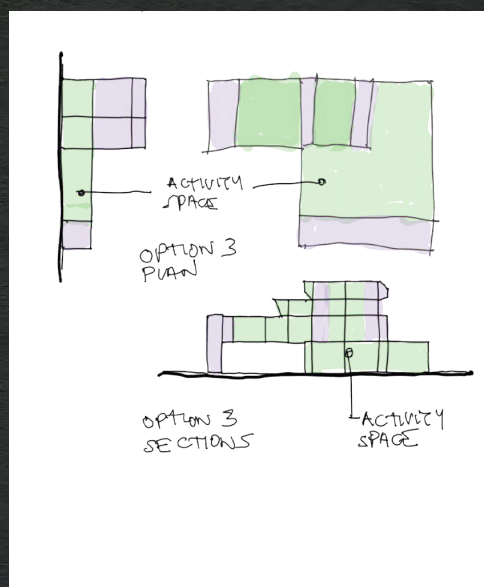 ACTIVITY
SPACE
OPTION 3
PLAN
OPTION 3
SECTIONS
ACTIVITY
SPACE